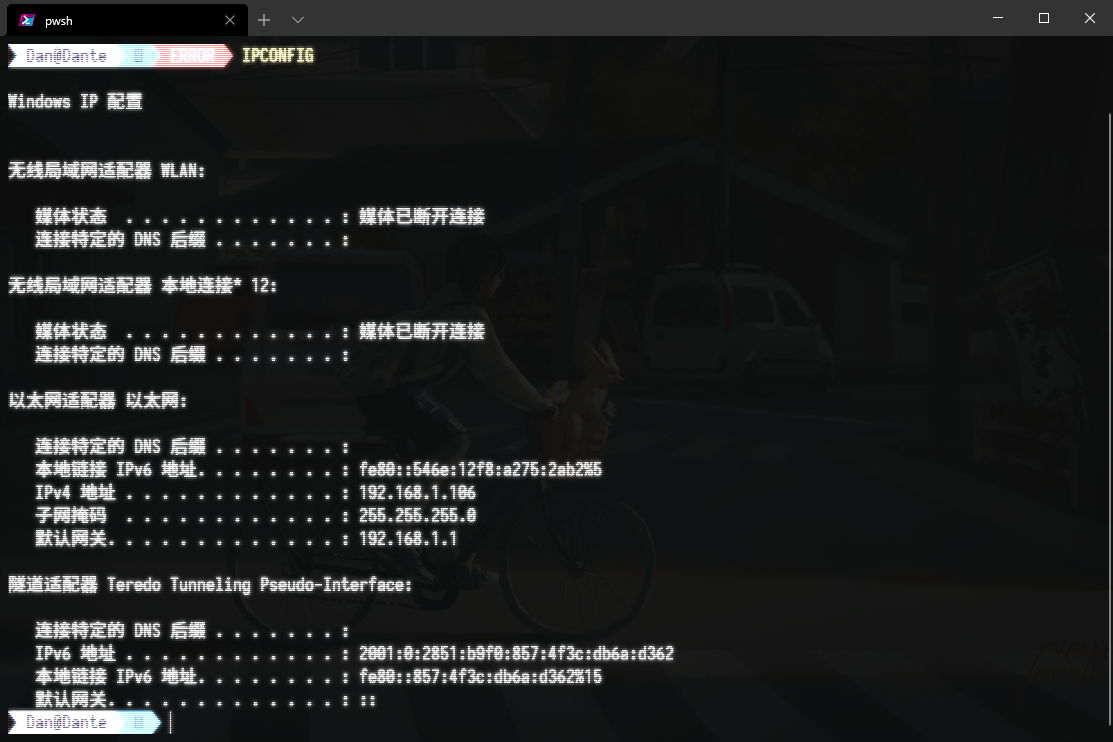 pwsh
Dan@Dante ERROR IPCONFIG
Windows IP 配置
无线局域网适配器 WLAN:
媒体状态 . . . . . . . . . . . . : 媒体已断开连接
连接特定的 DNS 后缀 . . . . . . . :
无线局域网适配器 本地连接* 12:
媒体状态 . . . . . . . . . . . . : 媒体已断开连接
连接特定的 DNS 后缀 . . . . . . . :
以太网适配器 以太网:
连接特定的 DNS 后缀 . . . . . . . :
本地链接 IPv6 地址. . . . . . . . : fe80::546e:12f8:a275:2ab2%5
IPv4 地址 . . . . . . . . . . . . : 192.168.1.106
子网掩码 . . . . . . . . . . . . : 255.255.255.0
默认网关. . . . . . . . . . . . . : 192.168.1.1
隧道适配器 Teredo Tunneling Pseudo-Interface:
连接特定的 DNS 后缀 . . . . . . . :
IPv6 地址 . . . . . . . . . . . . : 2001:0:2851:b9f0:857:4f3c:db6a:d362
本地链接 IPv6 地址. . . . . . . . : fe80::857:4f3c:db6a:d362%15
默认网关. . . . . . . . . . . . . : ::
Dan@Dante